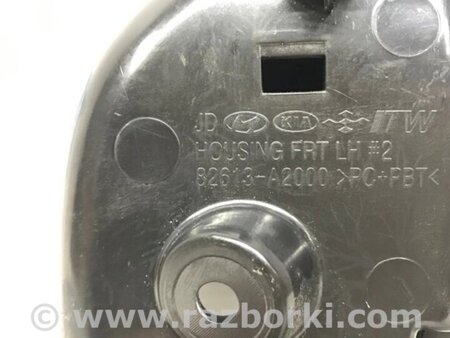 JD KIA ITW
HOUSING FRT LH #2
82613-A2000 >PC+PBT<
© www.razborki.com